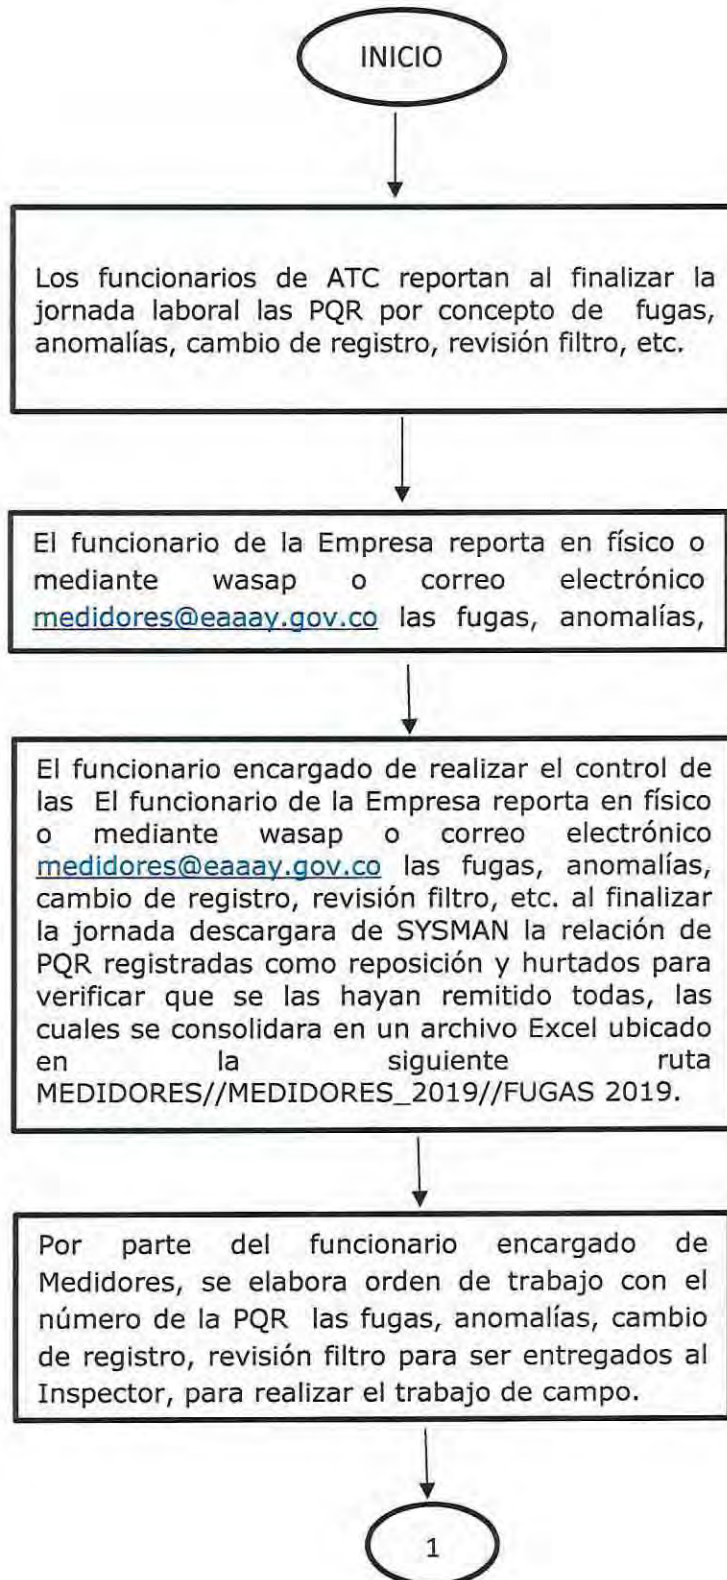 INICIO
Los funcionarios de ATC reportan al finalizar la
jornada laboral las PQR por concepto de fugas,
anomalías, cambio de registro, revisión filtro, etc.
El funcionario de la Empresa reporta en físico o
mediante wasap o correo electrónico
medidores@eaaay.gov.co las fugas, anomalías,
El funcionario encargado de realizar el control de
las El funcionario de la Empresa reporta en físico
o mediante wasap o correo electrónico
medidores@eaaay.gov.co las fugas, anomalías,
cambio de registro, revisión filtro, etc. al finalizar
la jornada descargara de SYSMAN la relación de
PQR registradas como reposición y hurtados para
verificar que se las hayan remitido todas, las
cuales se consolidara en un archivo Excel ubicado
en la siguiente ruta
MEDIDORES//MEDIDORES_2019//FUGAS 2019.
Por parte del funcionario encargado de
Medidores, se elabora orden de trabajo con el
número de la PQR las fugas, anomalías, cambio
de registro, revisión filtro para ser entregados al
Inspector, para realizar el trabajo de campo.
1